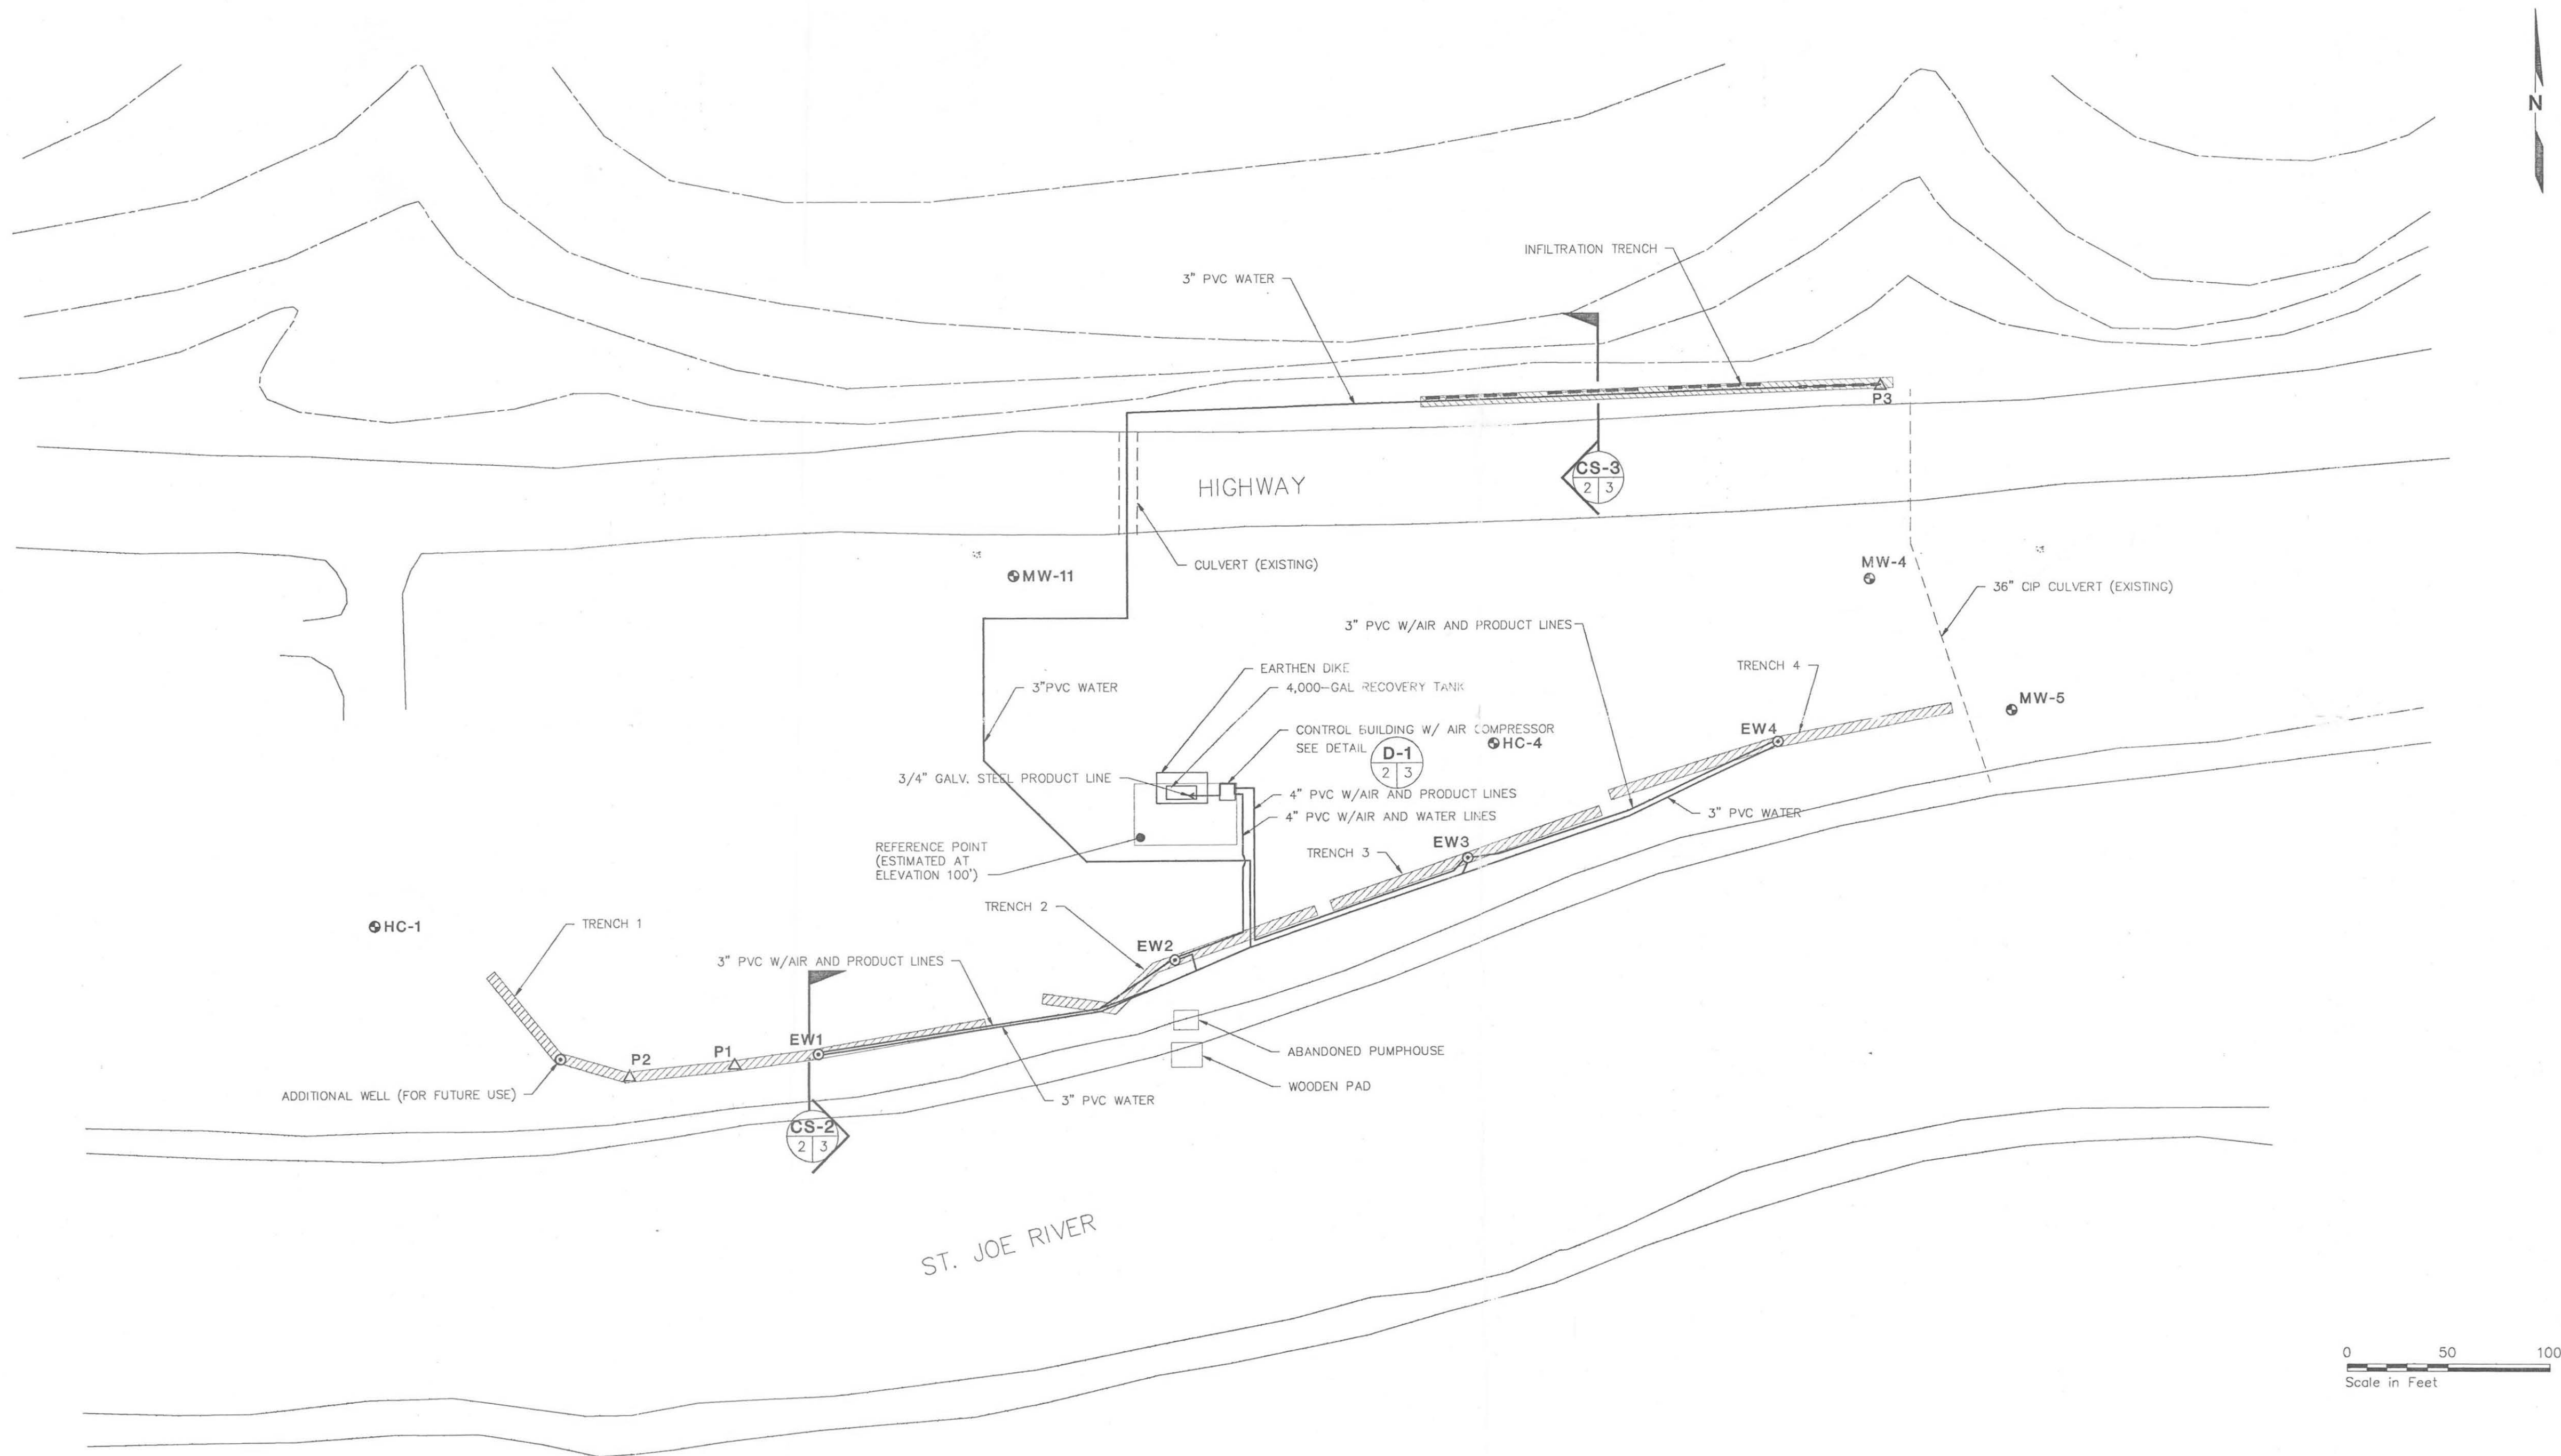 N
INFILTRATION TRENCH
3" PVC WATER
P3
CS-3
2 3
HIGHWAY
CULVERT (EXISTING)
MW-11
MW-4
36" CIP CULVERT (EXISTING)
3" PVC W/AIR AND PRODUCT LINES
EARTHEN DIKE
4,000-GAL RECOVERY TANK
3"PVC WATER
TRENCH 4
MW-5
CONTROL BUILDING W/ AIR COMPRESSOR
SEE DETAIL
D-1
2 3
HC-4
EW4
3/4" GALV. STEEL PRODUCT LINE
4" PVC W/AIR AND PRODUCT LINES
4" PVC W/AIR AND WATER LINES
3" PVC WATER
REFERENCE POINT
(ESTIMATED AT
ELEVATION 100')
EW3
TRENCH 3
TRENCH 2
HC-1
TRENCH 1
EW2
3" PVC W/AIR AND PRODUCT LINES
EW1
P1
P2
ABANDONED PUMPHOUSE
WOODEN PAD
ADDITIONAL WELL (FOR FUTURE USE)
3" PVC WATER
CS-2
2 3
ST. JOE RIVER
0 50 100
Scale in Feet